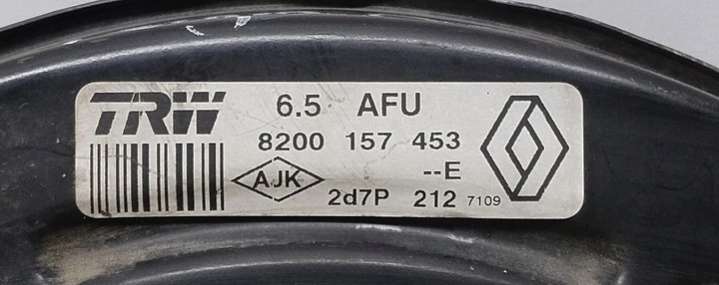 TRW 6.5 AFU
8200 157 453
AJK --E
2d7P 212 7109